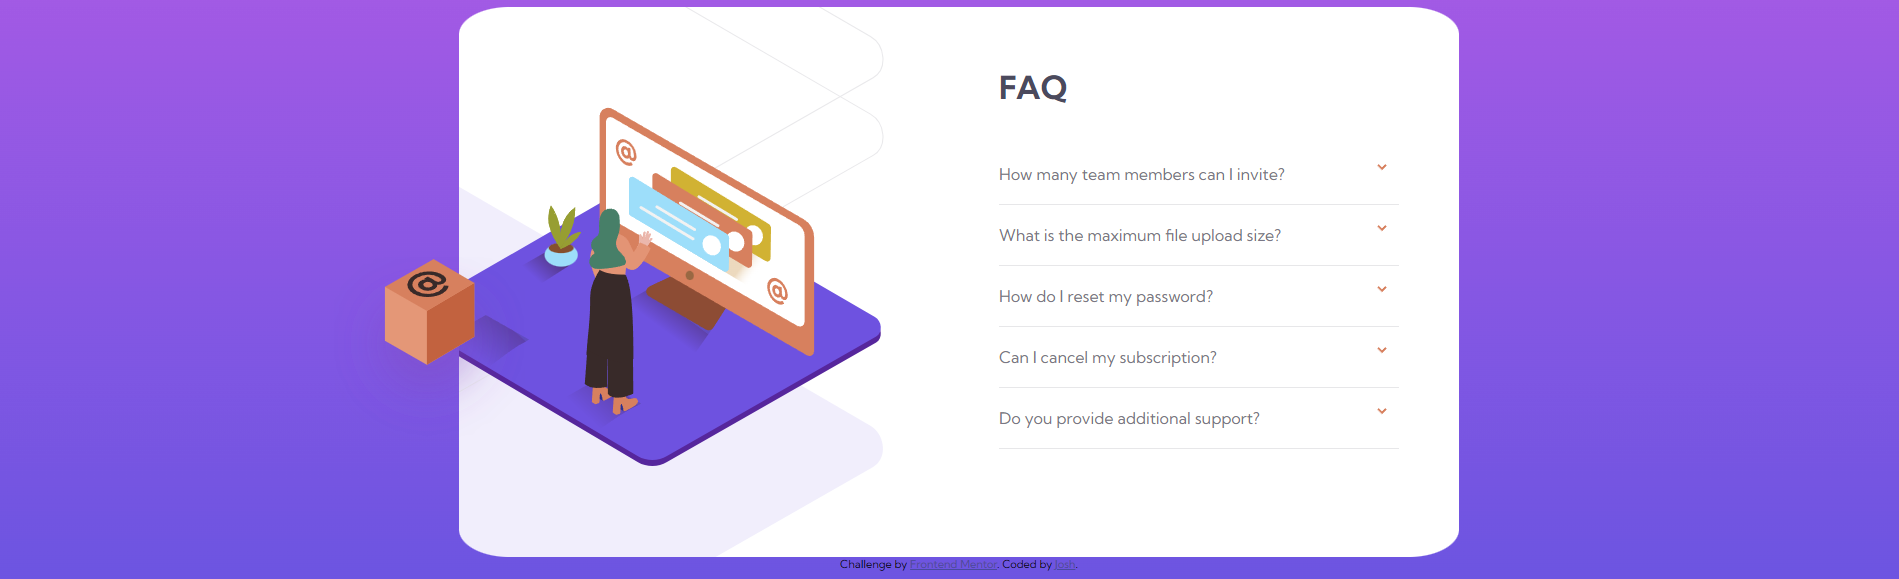 FAQ
How many team members can I invite?
What is the maximum file upload size?
How do I reset my password?
Can I cancel my subscription?
Do you provide additional support?
Challenge by Frontend Mentor. Coded by Josh.